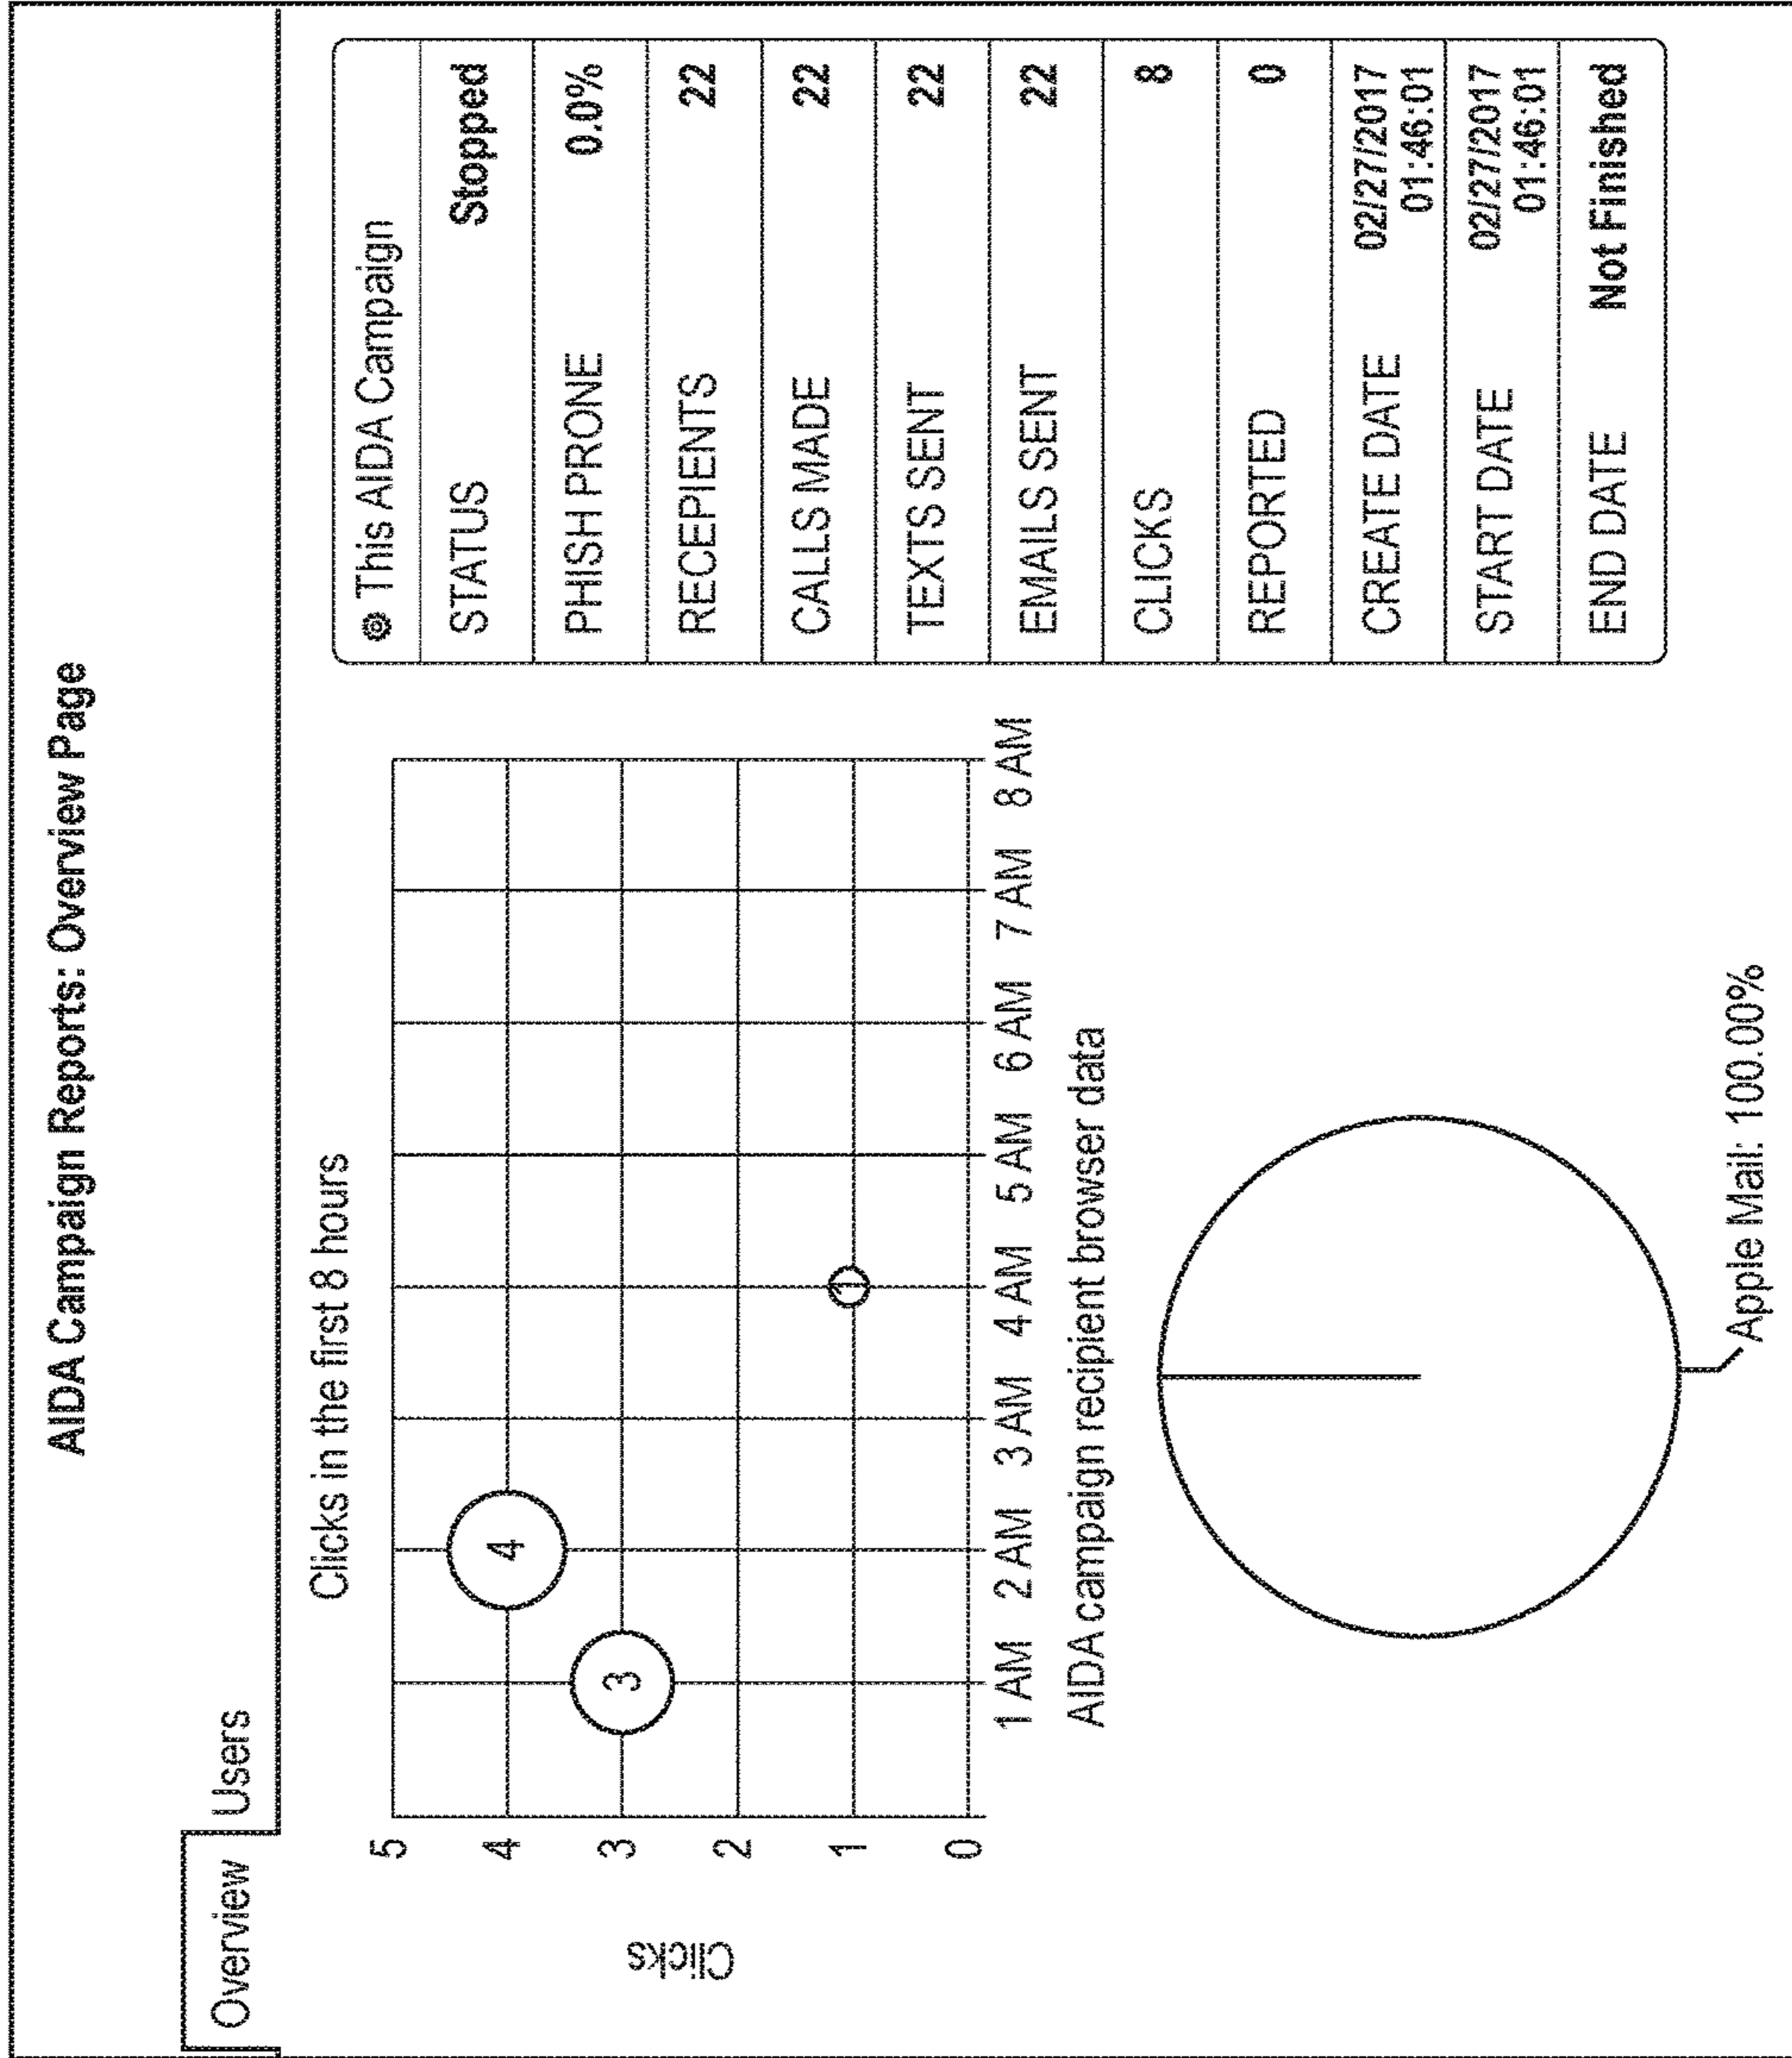 AIDA Campaign Reports: Overview Page
Overview
Users
Clicks in the first 8 hours
Clicks
5
4
3
2
1
0
4
3
1
1 AM 2 AM 3 AM 4 AM 5 AM 6 AM 7 AM 8 AM
AIDA campaign recipient browser data
Apple Mail: 100.00%
This AIDA Campaign
STATUS Stopped
PHISH PRONE 0.0%
RECEPIENTS 22
CALLS MADE 22
TEXTS SENT 22
EMAILS SENT 22
CLICKS 8
REPORTED 0
CREATE DATE 02/27/2017
01:46:01
START DATE 02/27/2017
01:46:01
END DATE Not Finished